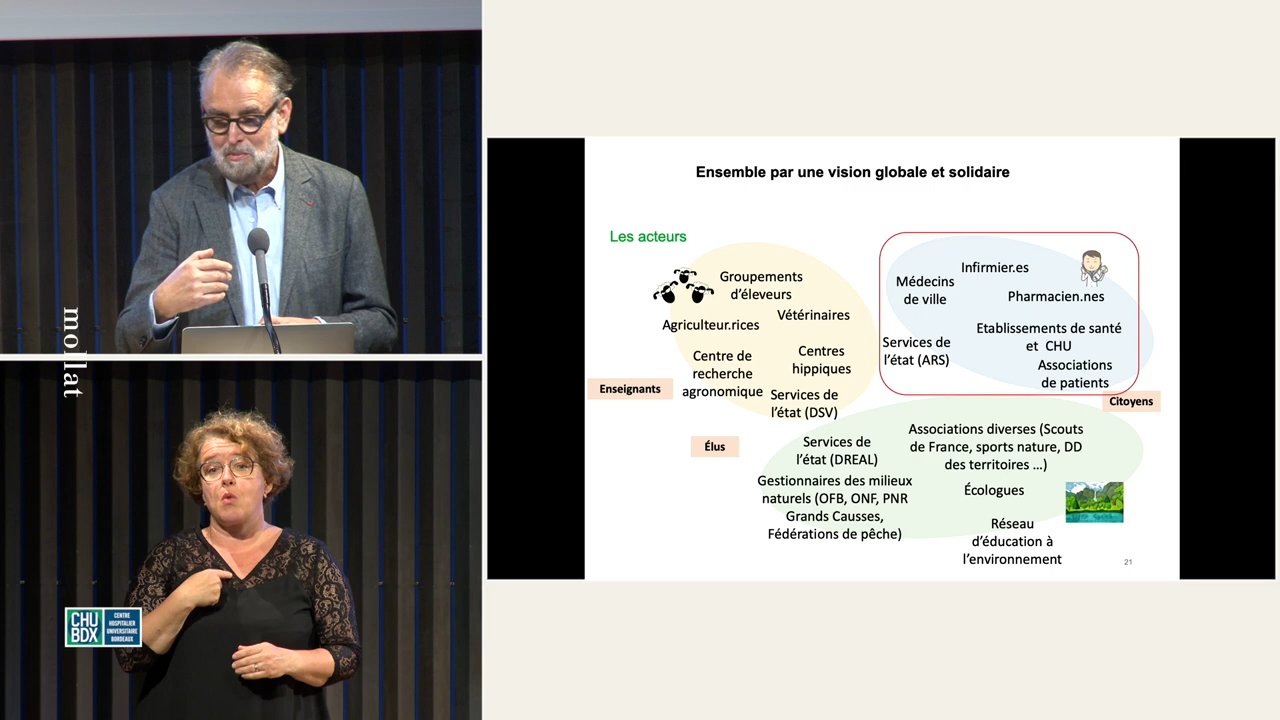 mollat
CHU
BDX
CENTRE
HOSPITALIER
UNIVERSITAIRE
BORDEAUX
Ensemble par une vision globale et solidaire
Les acteurs
Groupements
d’éleveurs
Agriculteur.rices
Vétérinaires
Centre de
recherche
agronomique
Centres
hippiques
Services de
l’état (DSV)
Enseignants
Élus
Infirmier.es
Médecins
de ville
Pharmacien.nes
Services de
l’état (ARS)
Etablissements de santé
et CHU
Associations
de patients
Citoyens
Services de
l’état (DREAL)
Associations diverses (Scouts
de France, sports nature, DD
des territoires …)
Gestionnaires des milieux
naturels (OFB, ONF, PNR
Grands Causses,
Fédérations de pêche)
Écologues
Réseau
d’éducation à
l’environnement
21